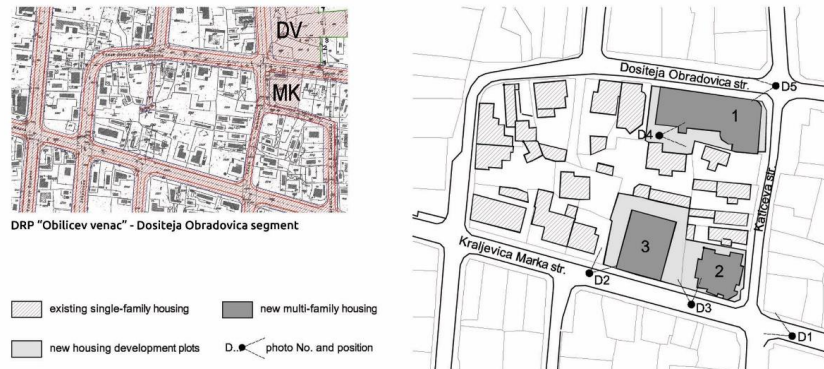 DV
MK
DRP "Obilicev venac" - Dositeja Obradovica segment
existing single-family housing
new multi-family housing
new housing development plots
D.. photo No. and position
Dositeja Obradovica str.
D5
1
D4
Katiceva str.
3
2
Kraljevica Marka str.
D2
D3
D1